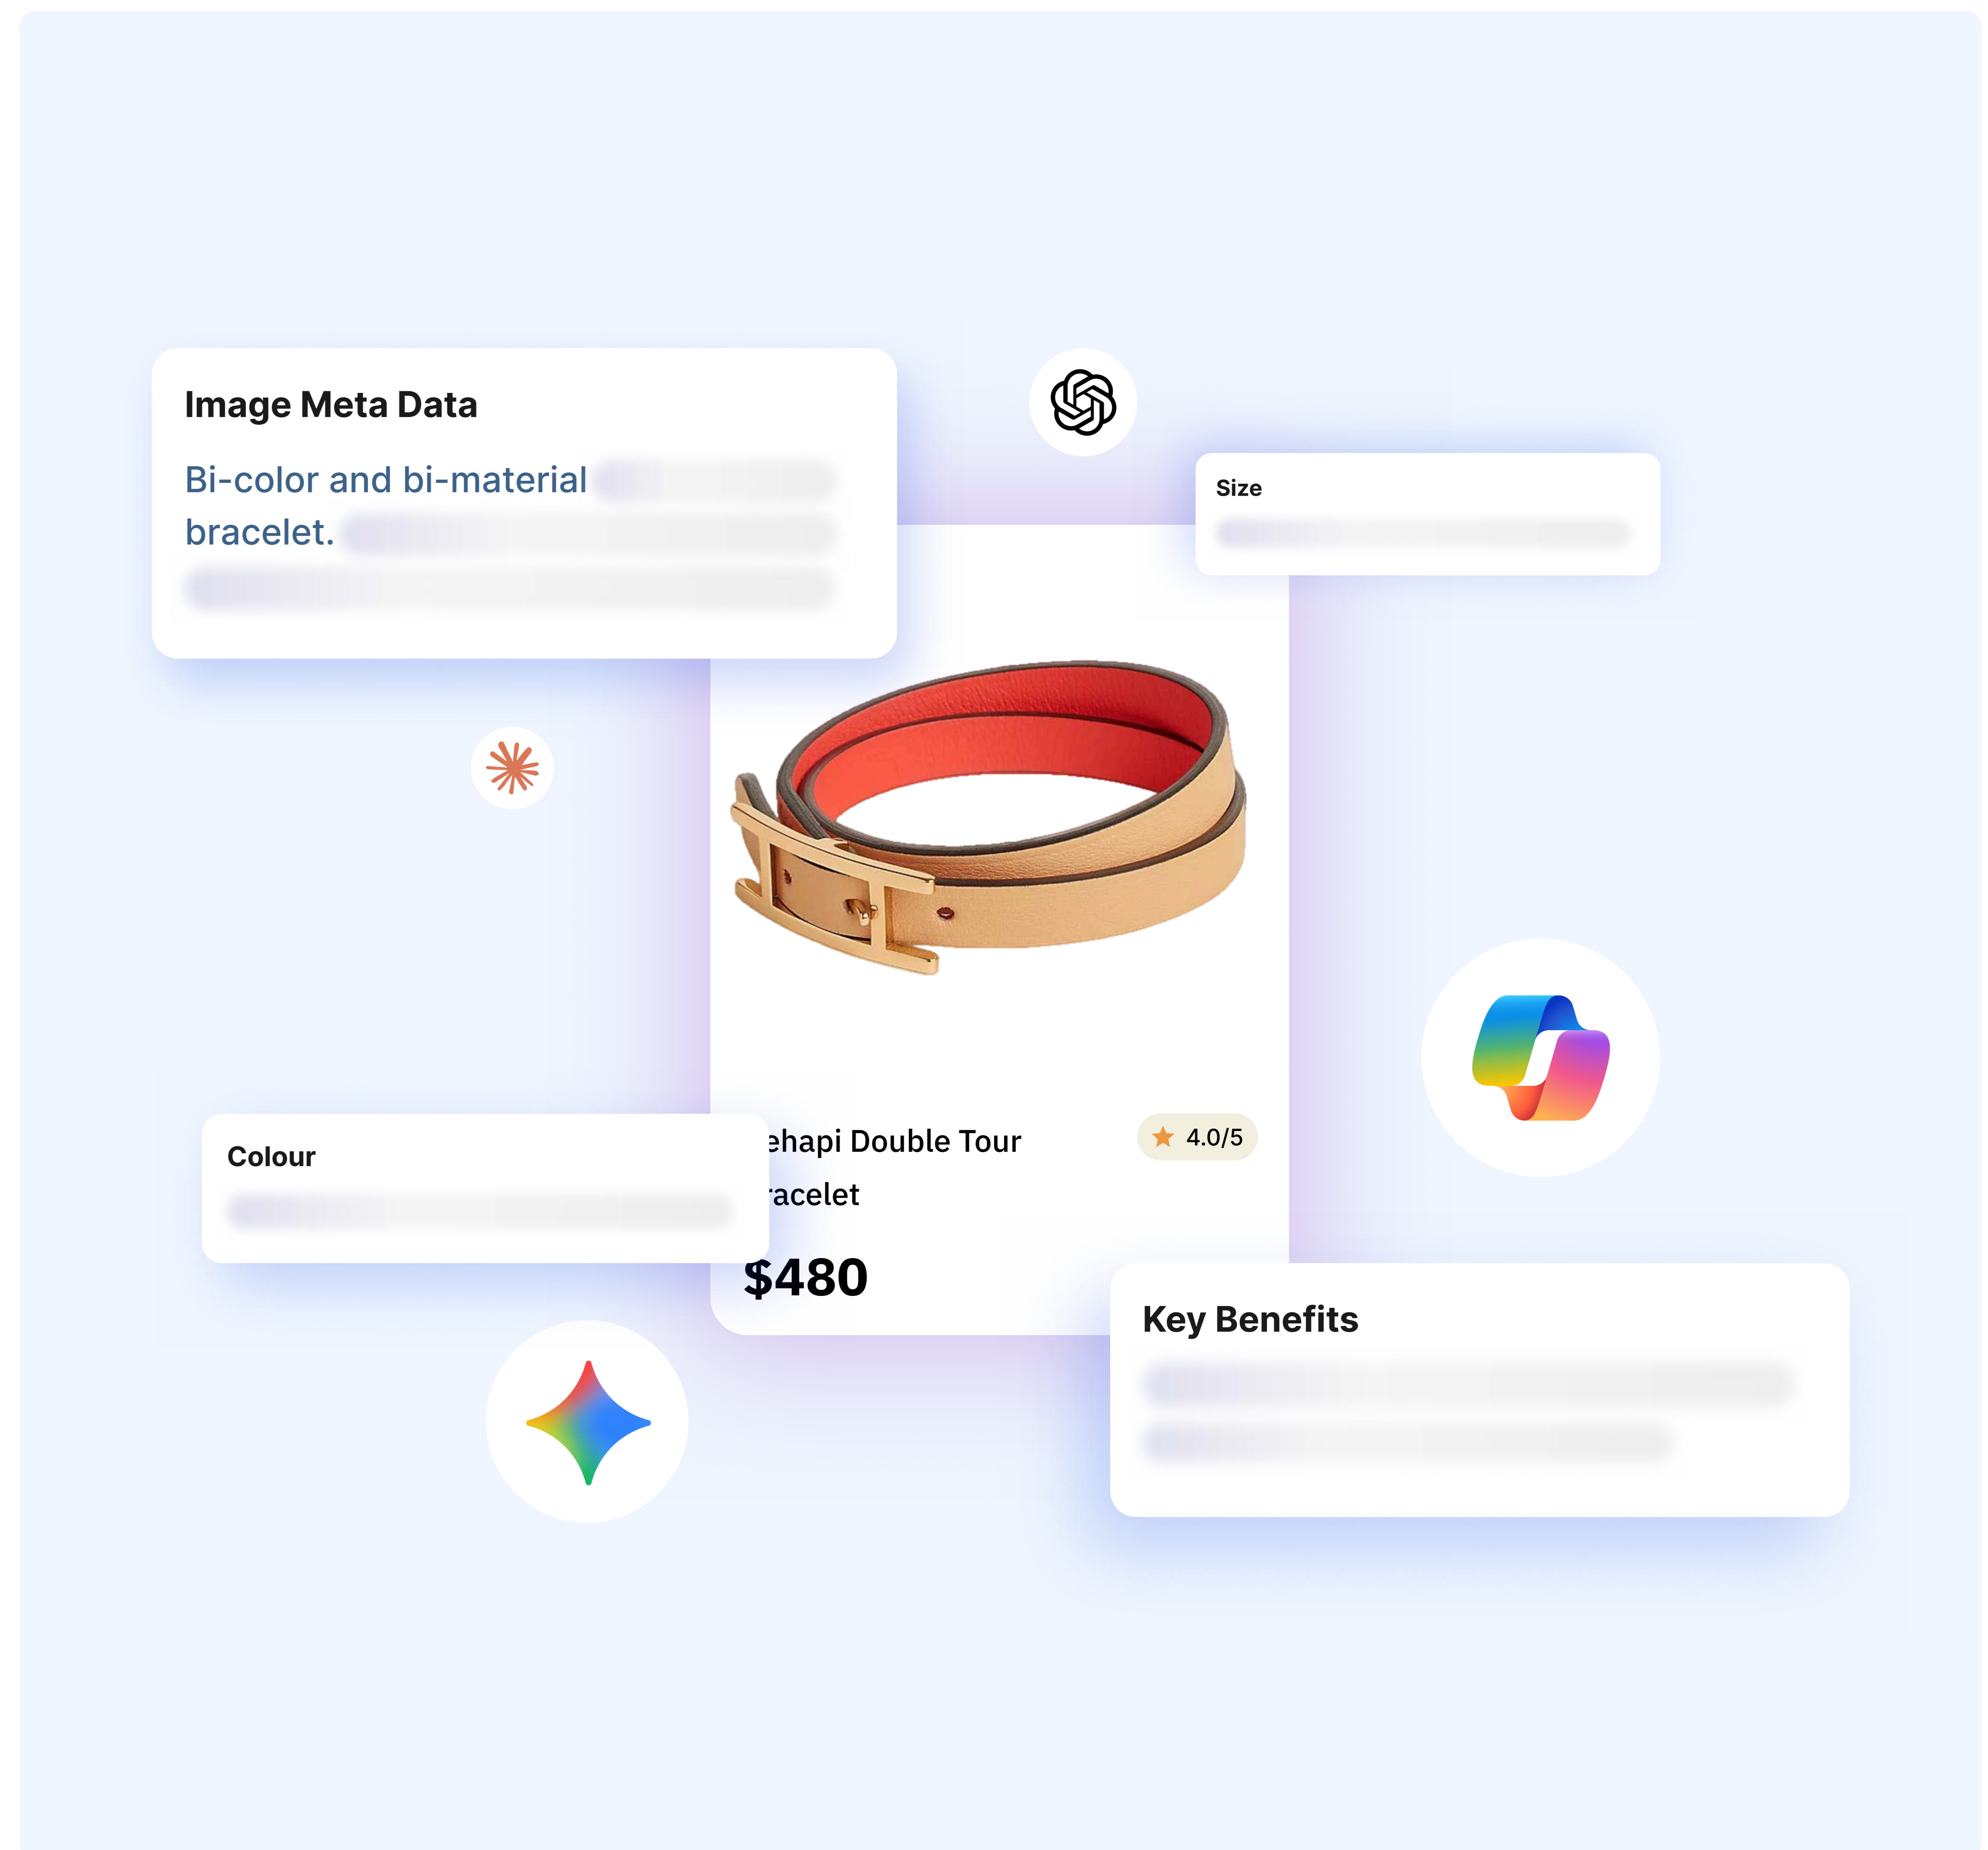 Image Meta Data
Bi-color and bi-material
bracelet.
Size
Colour
ehapi Double Tour
racelet
4.0/5
$480
Key Benefits